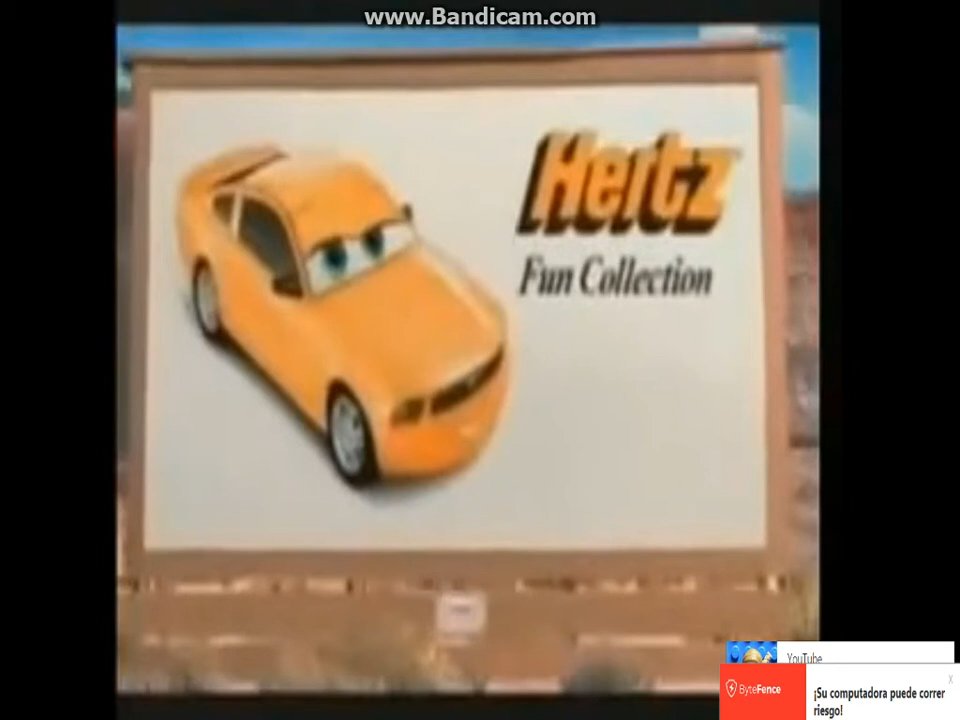 www.Bandicam.com
Hertz
Fun Collection
YouTube
ByteFence
x
¡Su computadora puede correr
riesgo!